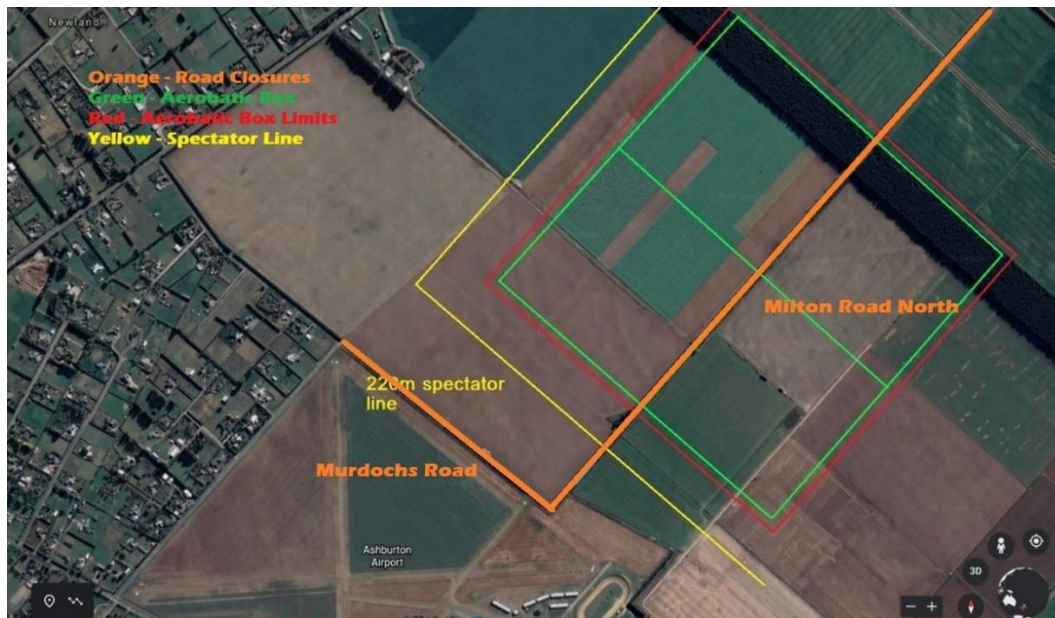 Newland
Orange - Road Closures
Green - Aerobatic Box
Red - Aerobatic Box Limits
Yellow - Spectator Line
Milton Road North
220m spectator
line
Murdochs Road
Ashburton
Airport
3D